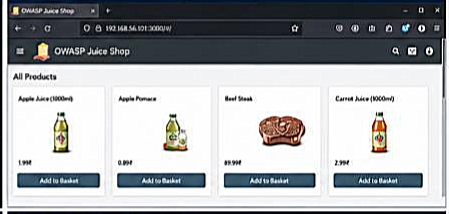 OWASP Juice Shop
192.168.56.101:3000/#/
OWASP Juice Shop
All Products
Apple Juice (1000ml)
Apple Pomace
Beef Steak
Carrot Juice (1000ml)
1.99¤
0.89¤
89.99¤
2.99¤
Add to Basket
Add to Basket
Add to Basket
Add to Basket